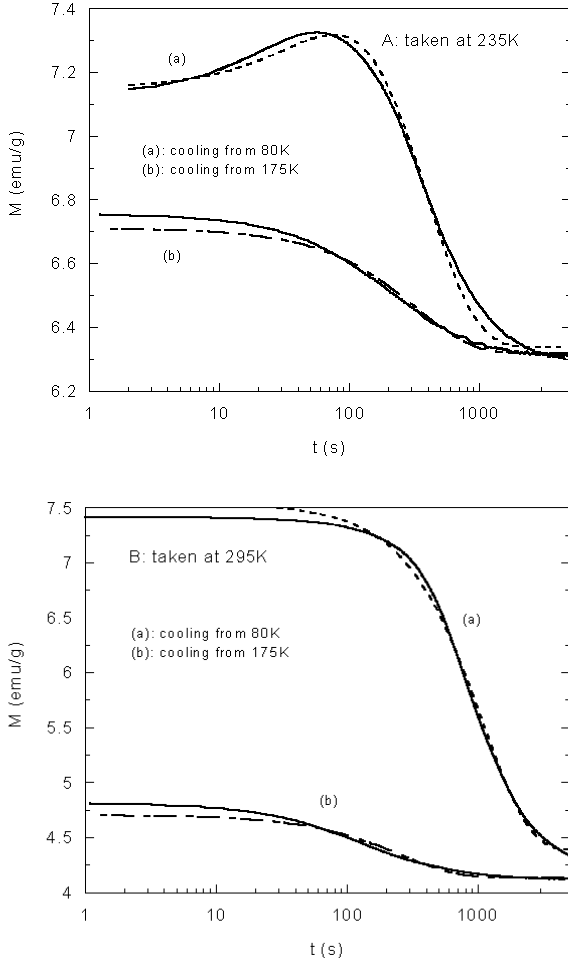 7.4
(a)
A: taken at 235K
7.2
7
(a): cooling from 80K
(b): cooling from 175K
M (emu/g)
6.8
6.6
(b)
6.4
6.2
1 10 100 1000
t (s)
7.5
7
B: taken at 295K
6.5
(a)
(a): cooling from 80K
(b): cooling from 175K
6
M (emu/g)
5.5
5
(b)
4.5
4
1 10 100 1000
t (s)